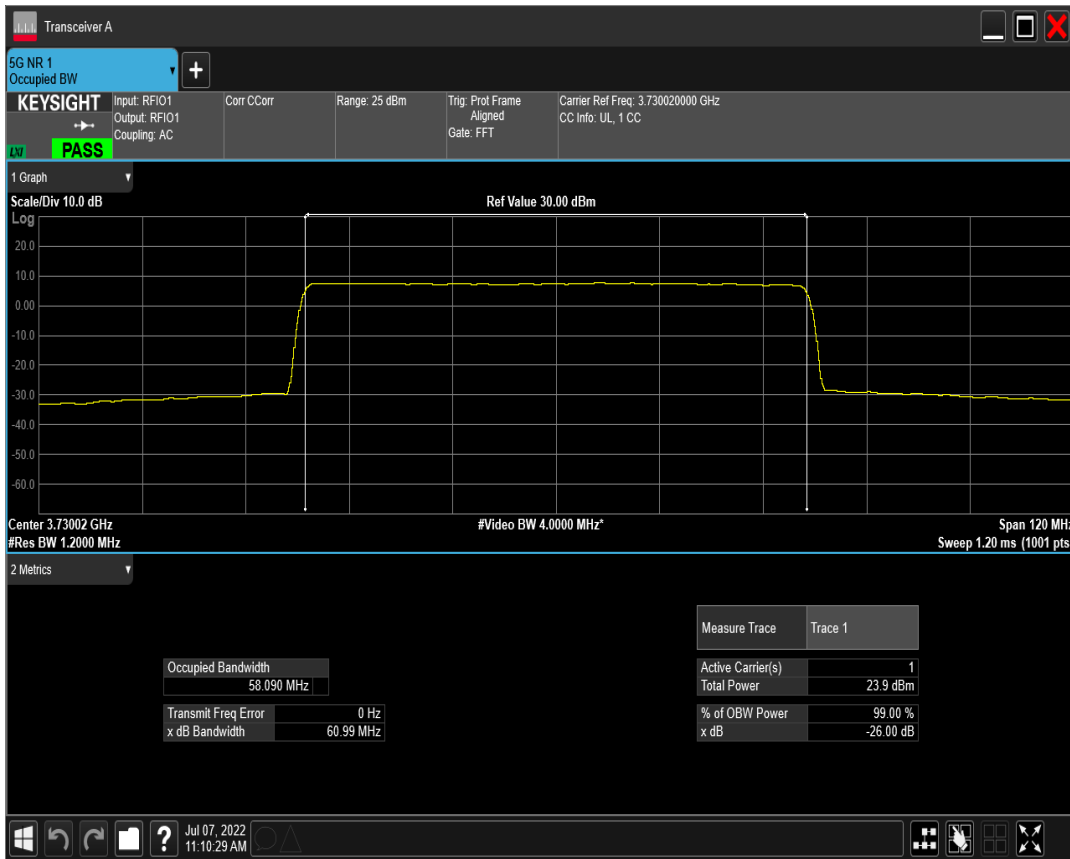 Transceiver A
5G NR 1
Occupied BW
KEYSIGHT
LXI
PASS
Input: RFIO1
Output: RFIO1
Coupling: AC
Corr CCorr
Range: 25 dBm
Trig: Prot Frame
Aligned
Gate: FFT
Carrier Ref Freq: 3.730020000 GHz
CC Info: UL, 1 CC
1 Graph
Scale/Div 10.0 dB
Ref Value 30.00 dBm
Log
20.0
10.0
0.00
-10.0
-20.0
-30.0
-40.0
-50.0
-60.0
Center 3.73002 GHz
#Video BW 4.0000 MHz*
Span 120 MHz
#Res BW 1.2000 MHz
Sweep 1.20 ms (1001 pts
2 Metrics
Measure Trace Trace 1
Occupied Bandwidth
58.090 MHz
Active Carrier(s) 1
Total Power 23.9 dBm
Transmit Freq Error 0 Hz
x dB Bandwidth 60.99 MHz
% of OBW Power 99.00 %
x dB -26.00 dB
?
Jul 07, 2022
11:10:29 AM